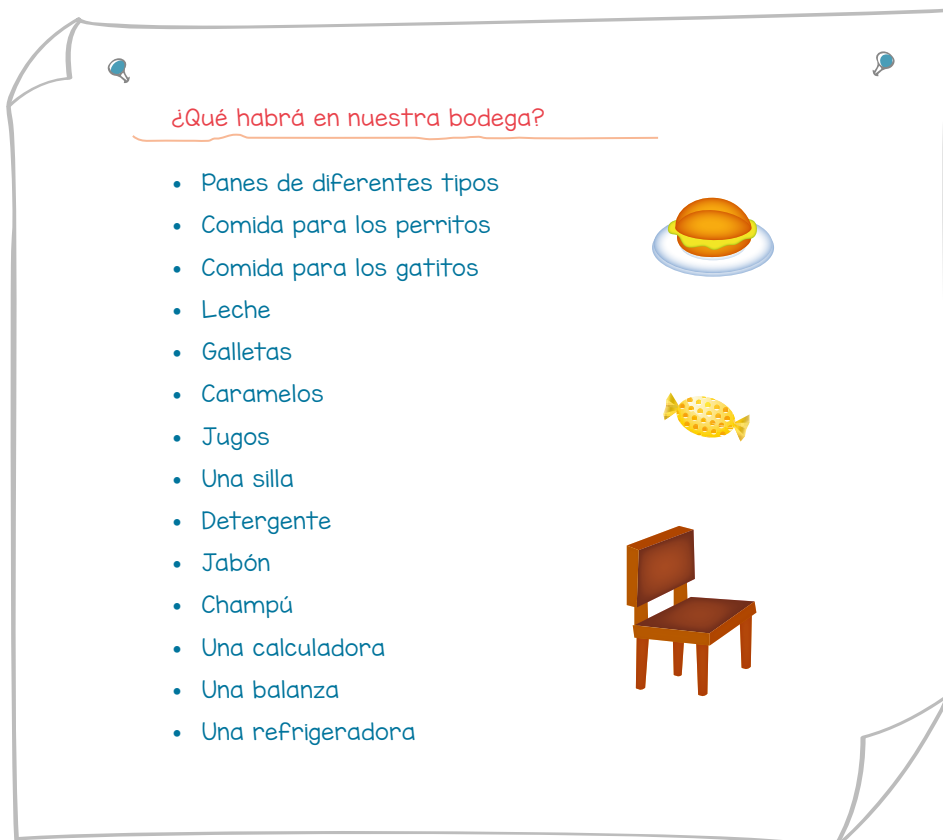 ¿Qué habrá en nuestra bodega?
• Panes de diferentes tipos
• Comida para los perritos
• Comida para los gatitos
• Leche
• Galletas
• Caramelos
• Jugos
• Una silla
• Detergente
• Jabón
• Champú
• Una calculadora
• Una balanza
• Una refrigeradora